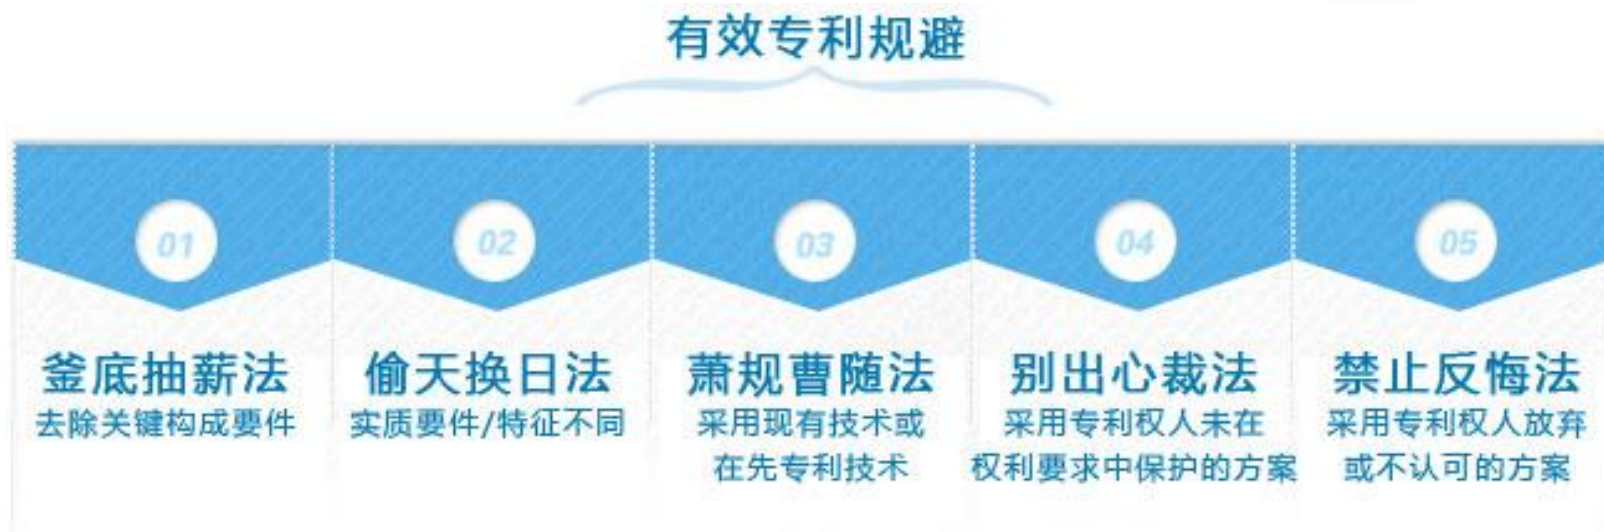 有效专利规避
01
釜底抽薪法
去除关键构成要件
02
偷天换日法
实质要件/特征不同
03
萧规曹随法
采用现有技术或
在先专利技术
04
别出心裁法
采用专利权人未在
权利要求中保护的方案
05
禁止反悔法
采用专利权人放弃
或不认可的方案